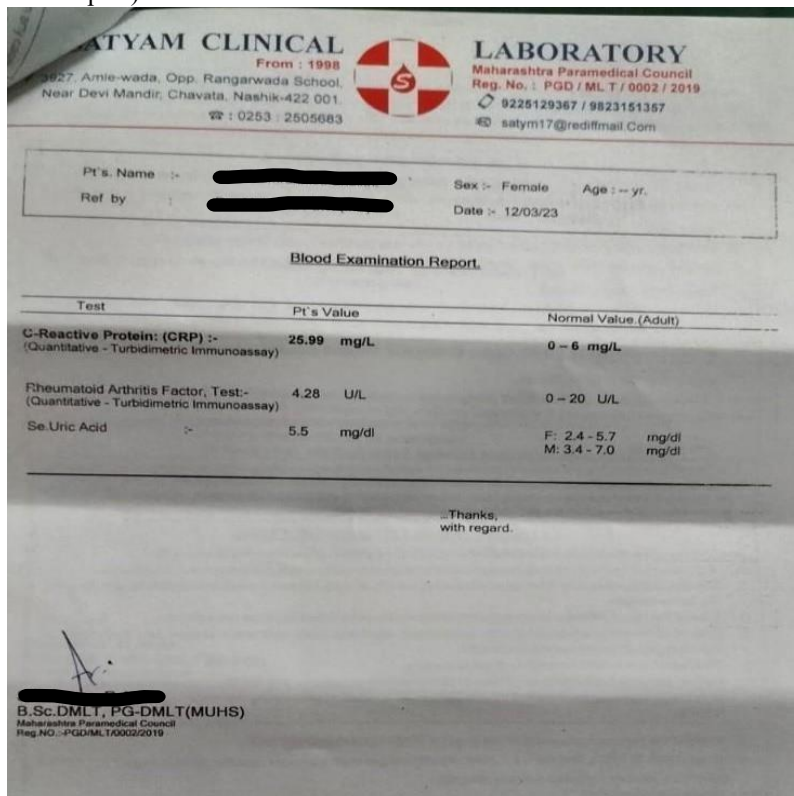 SATYAM CLINICAL LABORATORY
From : 1998
3927, Amle-wada, Opp. Rangarwada School,
Near Devi Mandir, Chavata, Nashik-422 001.
☎ : 0253 : 2505683
S
Maharashtra Paramedical Council
Reg. No. : PGD / ML T / 0002 / 2019
9225129367 / 9823151357
satym17@rediffmail.Com
Pt`s. Name :-
Sex :- Female Age : -- yr.
Ref by :
Date :- 12/03/23
Blood Examination Report.
Test Pt`s Value Normal Value.(Adult)
C-Reactive Protein: (CRP) :- 25.99 mg/L 0 – 6 mg/L
(Quantitative - Turbidimetric Immunoassay)
Rheumatoid Arthritis Factor, Test:- 4.28 U/L 0 – 20 U/L
(Quantitative - Turbidimetric Immunoassay)
Se.Uric Acid :- 5.5 mg/dl F: 2.4 - 5.7 mg/dl
M: 3.4 - 7.0 mg/dl
...Thanks,
with regard.
B.Sc.DMLT, PG-DMLT(MUHS)
Maharashtra Paramedical Council
Reg.NO.:-PGD/MLT/0002/2019